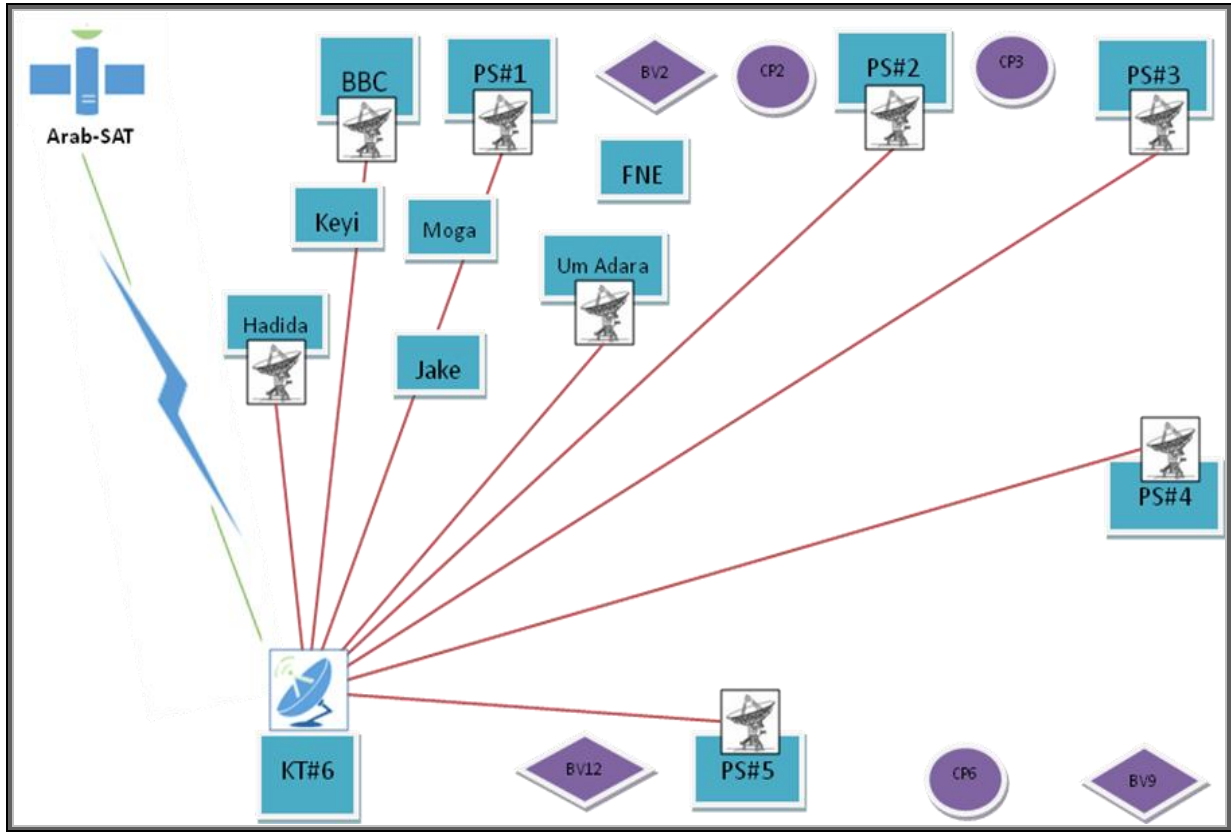 Arab-SAT
BBC
PS#1
BV2
CP2
PS#2
CP3
PS#3
FNE
Keyi
Moga
Um Adara
Hadida
Jake
PS#4
KT#6
BV12
PS#5
CP6
BV9